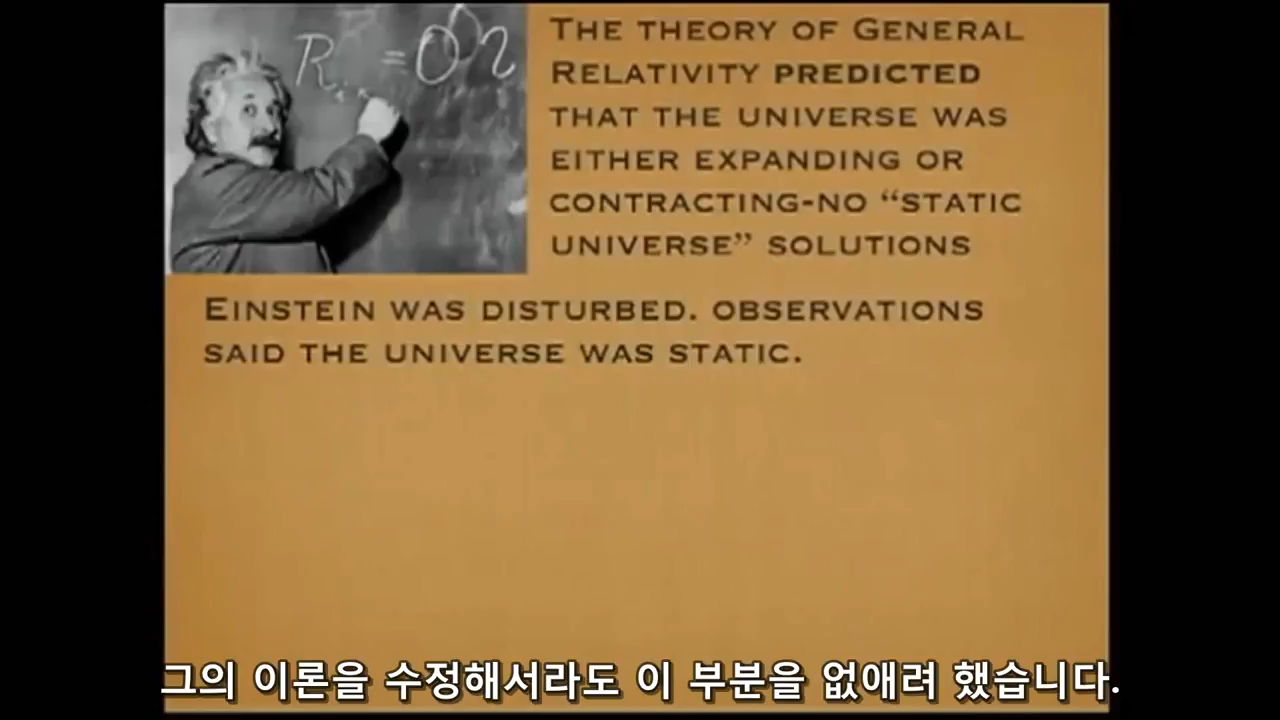 R = 0
THE THEORY OF GENERAL
RELATIVITY PREDICTED
THAT THE UNIVERSE WAS
EITHER EXPANDING OR
CONTRACTING-NO “STATIC
UNIVERSE” SOLUTIONS
EINSTEIN WAS DISTURBED. OBSERVATIONS
SAID THE UNIVERSE WAS STATIC.
그의 이론을 수정해서라도 이 부분을 없애려 했습니다.